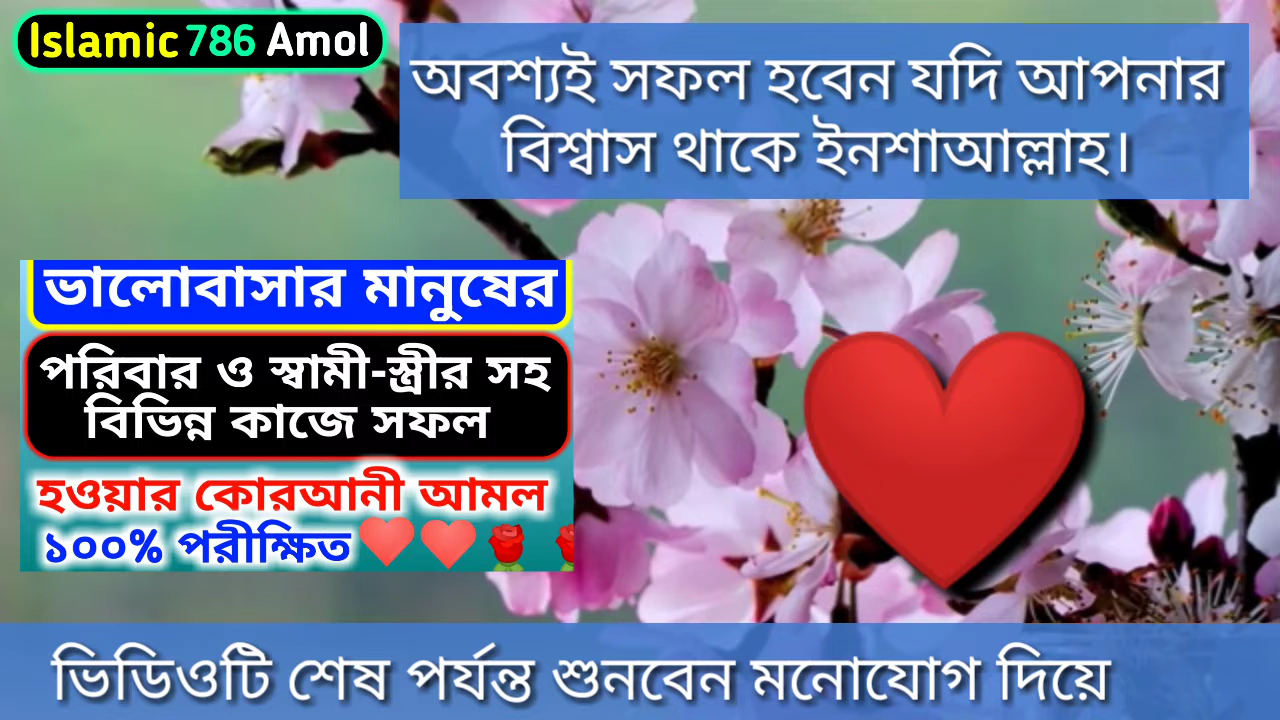 Islamic 786 Amol
অবশ্যই সফল হবেন যদি আপনার
বিশ্বাস থাকে ইনশাআল্লাহ।
ভালোবাসার মানুষের
পরিবার ও স্বামী-স্ত্রীর সহ
বিভিন্ন কাজে সফল
হওয়ার কোরআনী আমল
১০০% পরীক্ষিত
ভিডিওটি শেষ পর্যন্ত শুনবেন মনোযোগ দিয়ে